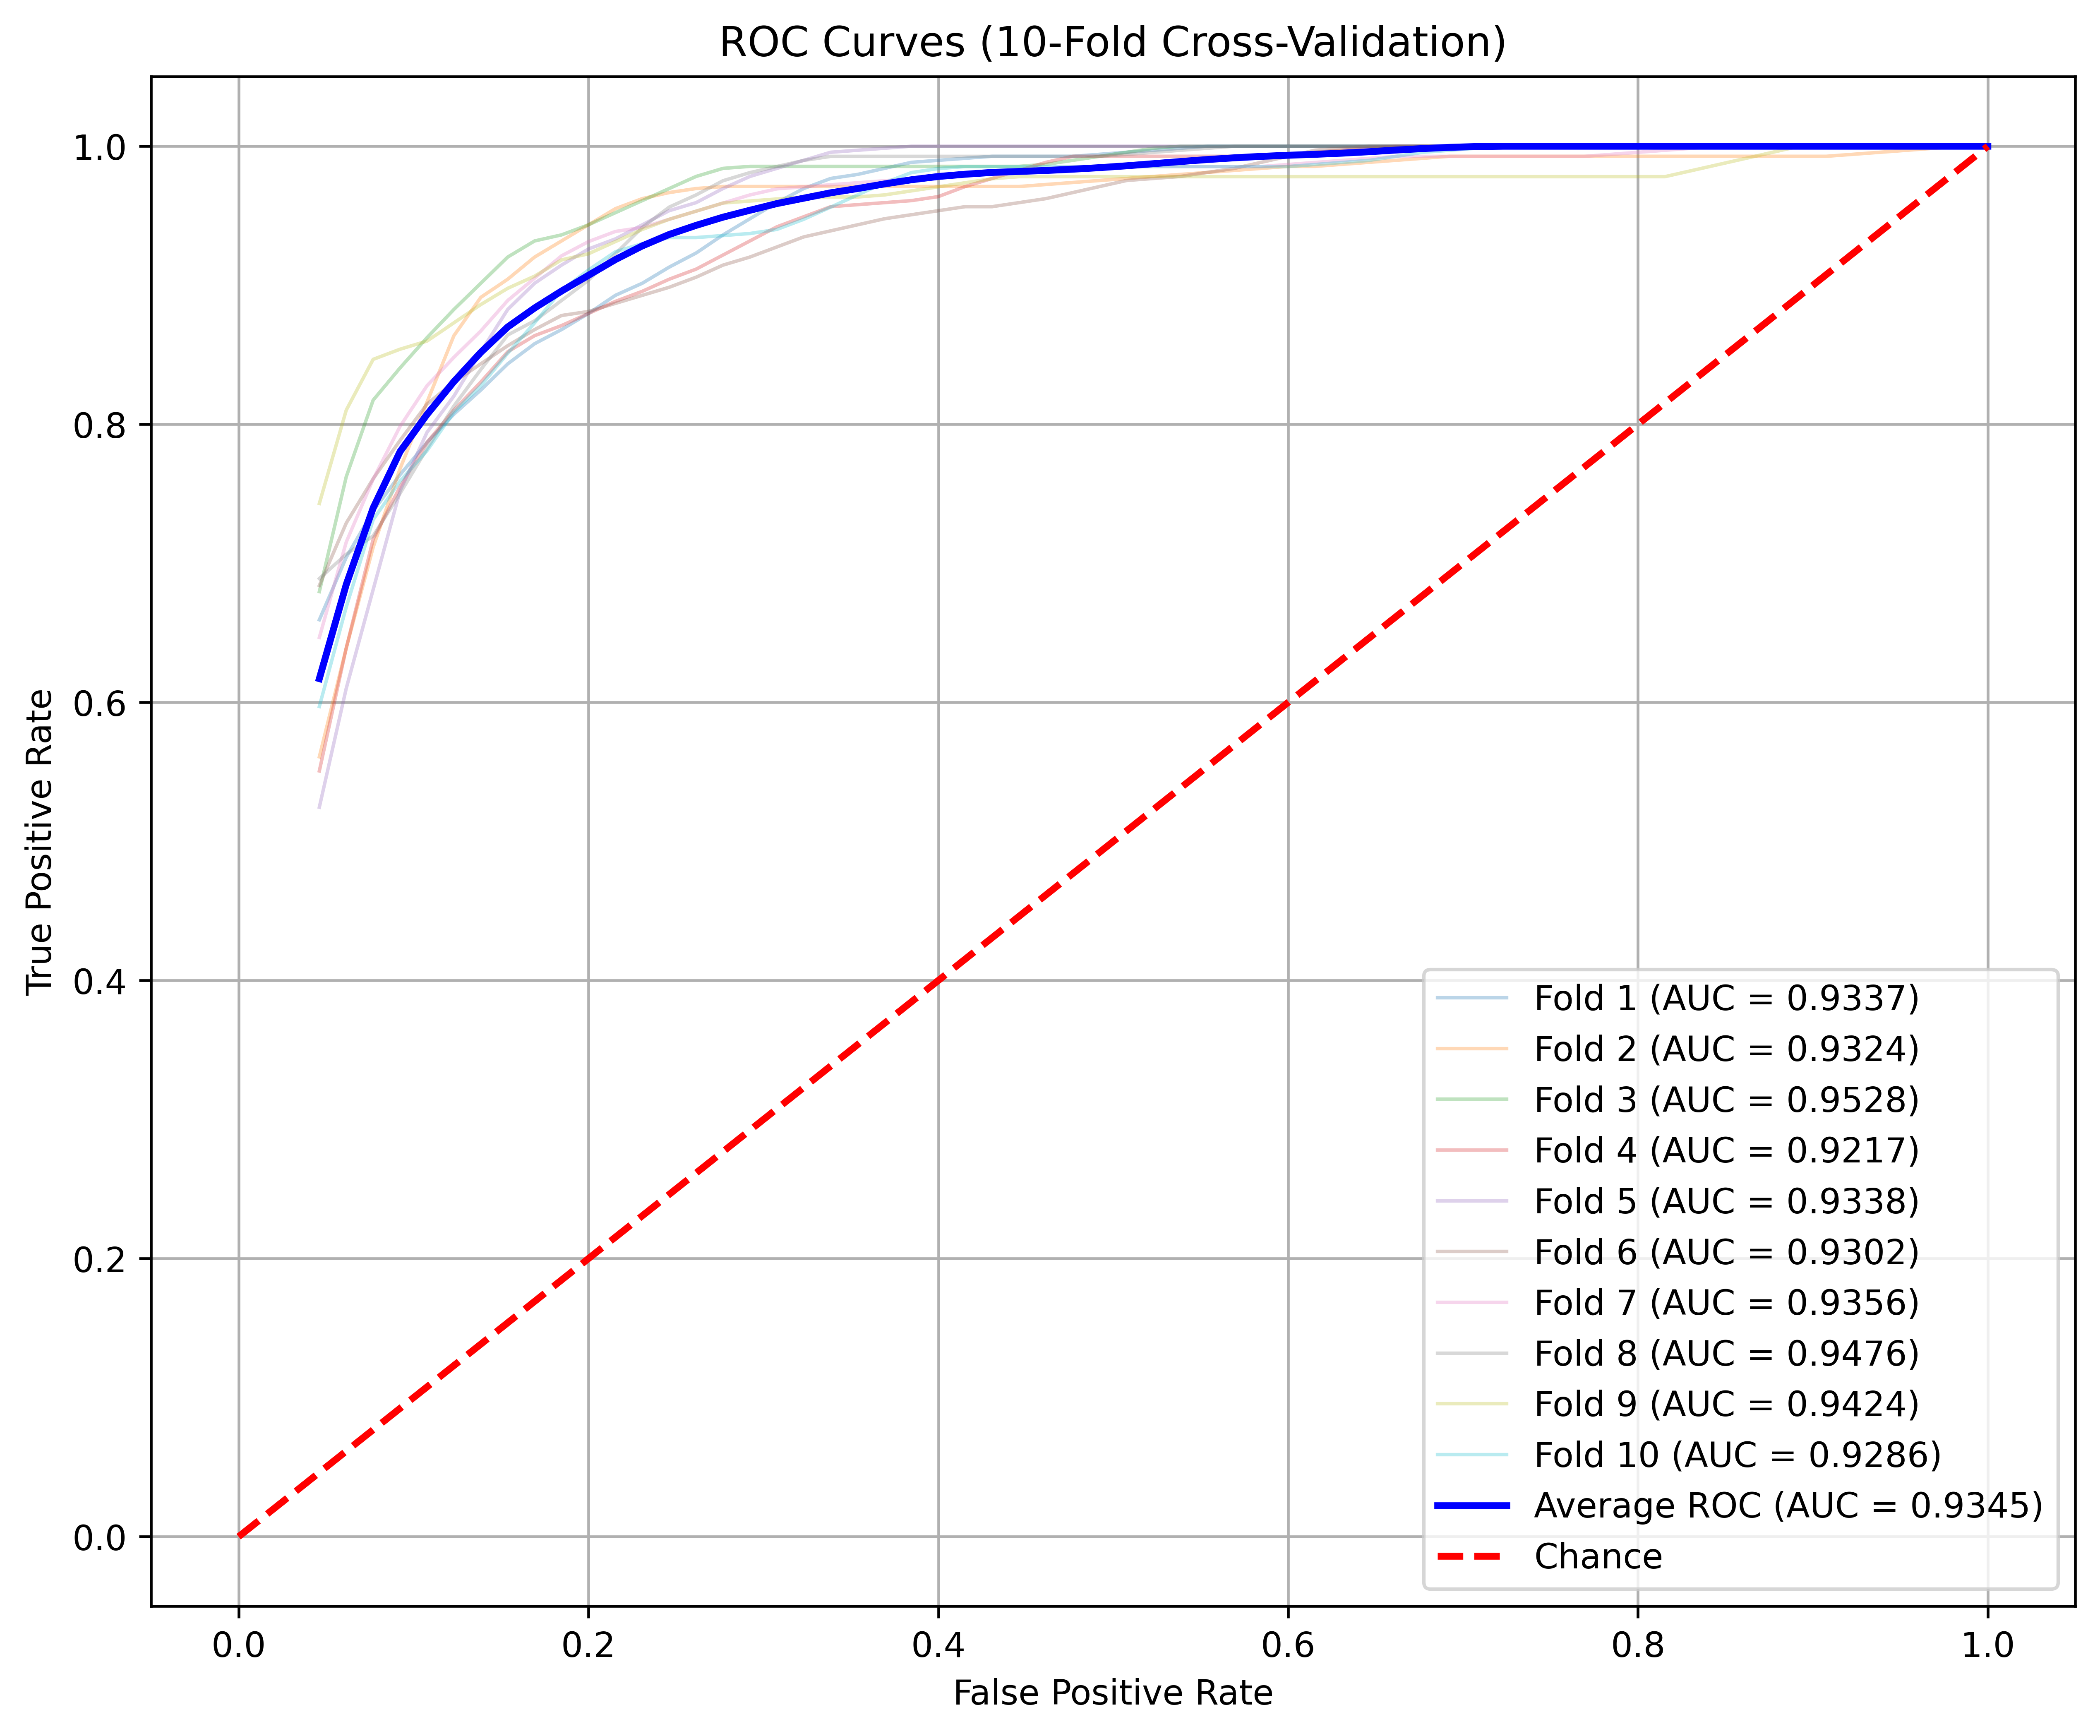 ROC Curves (10-Fold Cross-Validation)
1.0
0.8
0.6
0.4
0.2
0.0
True Positive Rate
Fold 1 (AUC = 0.9337)
Fold 2 (AUC = 0.9324)
Fold 3 (AUC = 0.9528)
Fold 4 (AUC = 0.9217)
Fold 5 (AUC = 0.9338)
Fold 6 (AUC = 0.9302)
Fold 7 (AUC = 0.9356)
Fold 8 (AUC = 0.9476)
Fold 9 (AUC = 0.9424)
Fold 10 (AUC = 0.9286)
Average ROC (AUC = 0.9345)
Chance
0.0 0.2 0.4 0.6 0.8 1.0
False Positive Rate